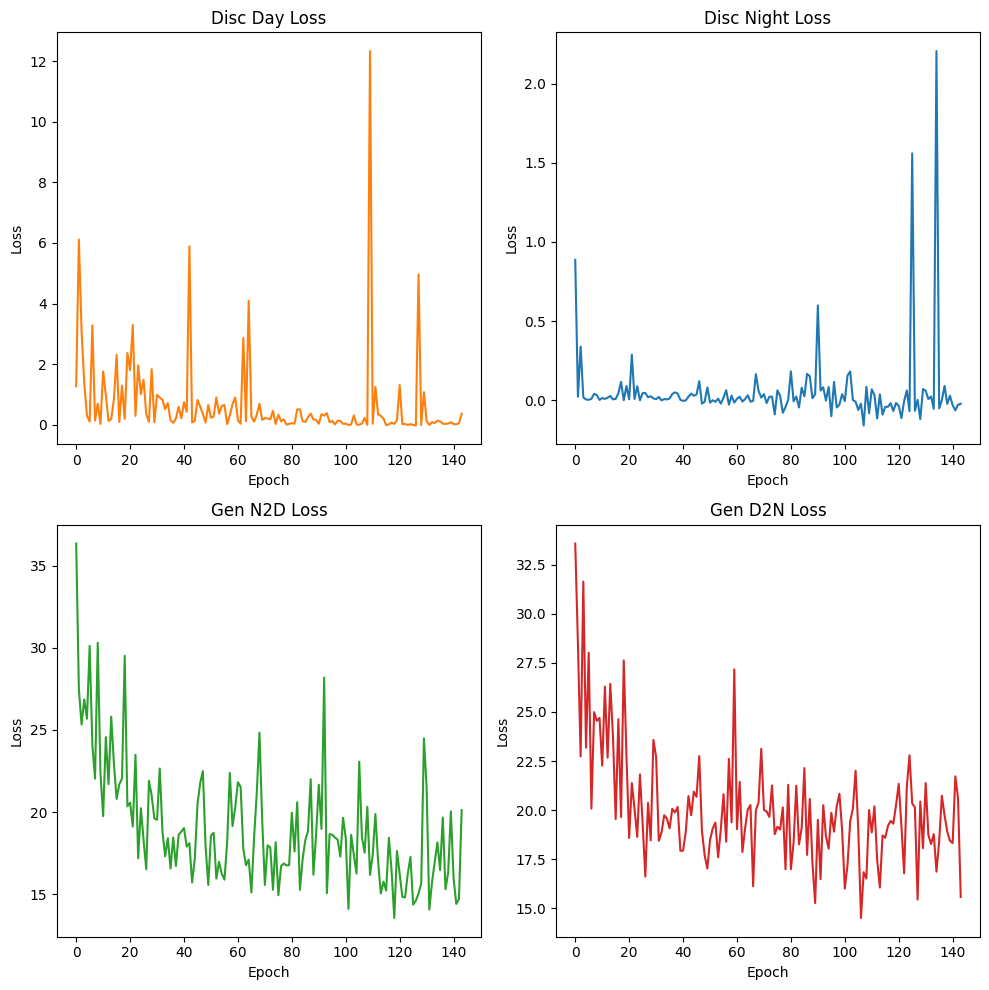 Disc Day Loss
12
10
8
6
4
2
0
Loss
0 20 40 60 80 100 120 140
Epoch
Disc Night Loss
2.0
1.5
1.0
0.5
0.0
Loss
0 20 40 60 80 100 120 140
Epoch
Gen N2D Loss
35
30
25
20
15
Loss
0 20 40 60 80 100 120 140
Epoch
Gen D2N Loss
32.5
30.0
27.5
25.0
22.5
20.0
17.5
15.0
Loss
0 20 40 60 80 100 120 140
Epoch